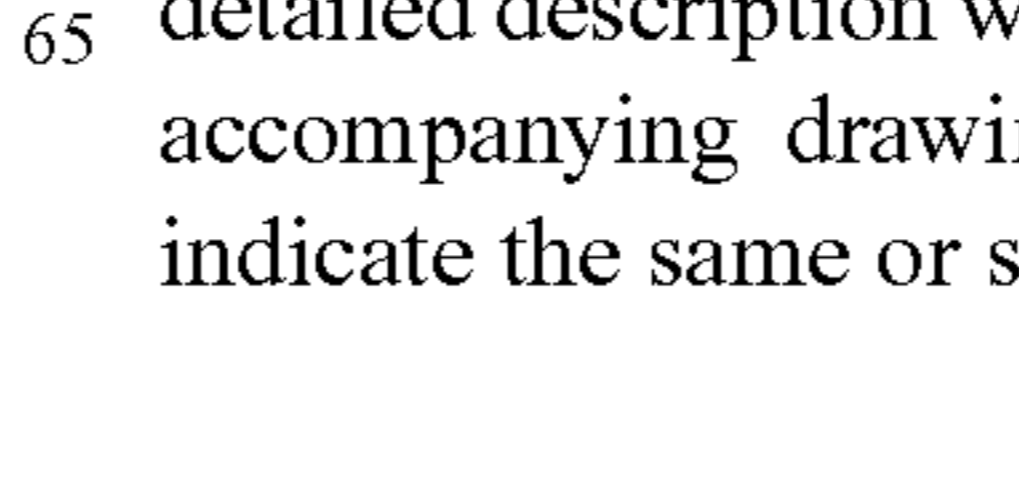 65 detailed description
accompanying drawi
indicate the same or s